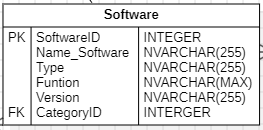 Software
PK SoftwareID INTEGER
Name_Software NVARCHAR(255)
Type NVARCHAR(255)
Funtion NVARCHAR(MAX)
Version NVARCHAR(255)
FK CategoryID INTERGER